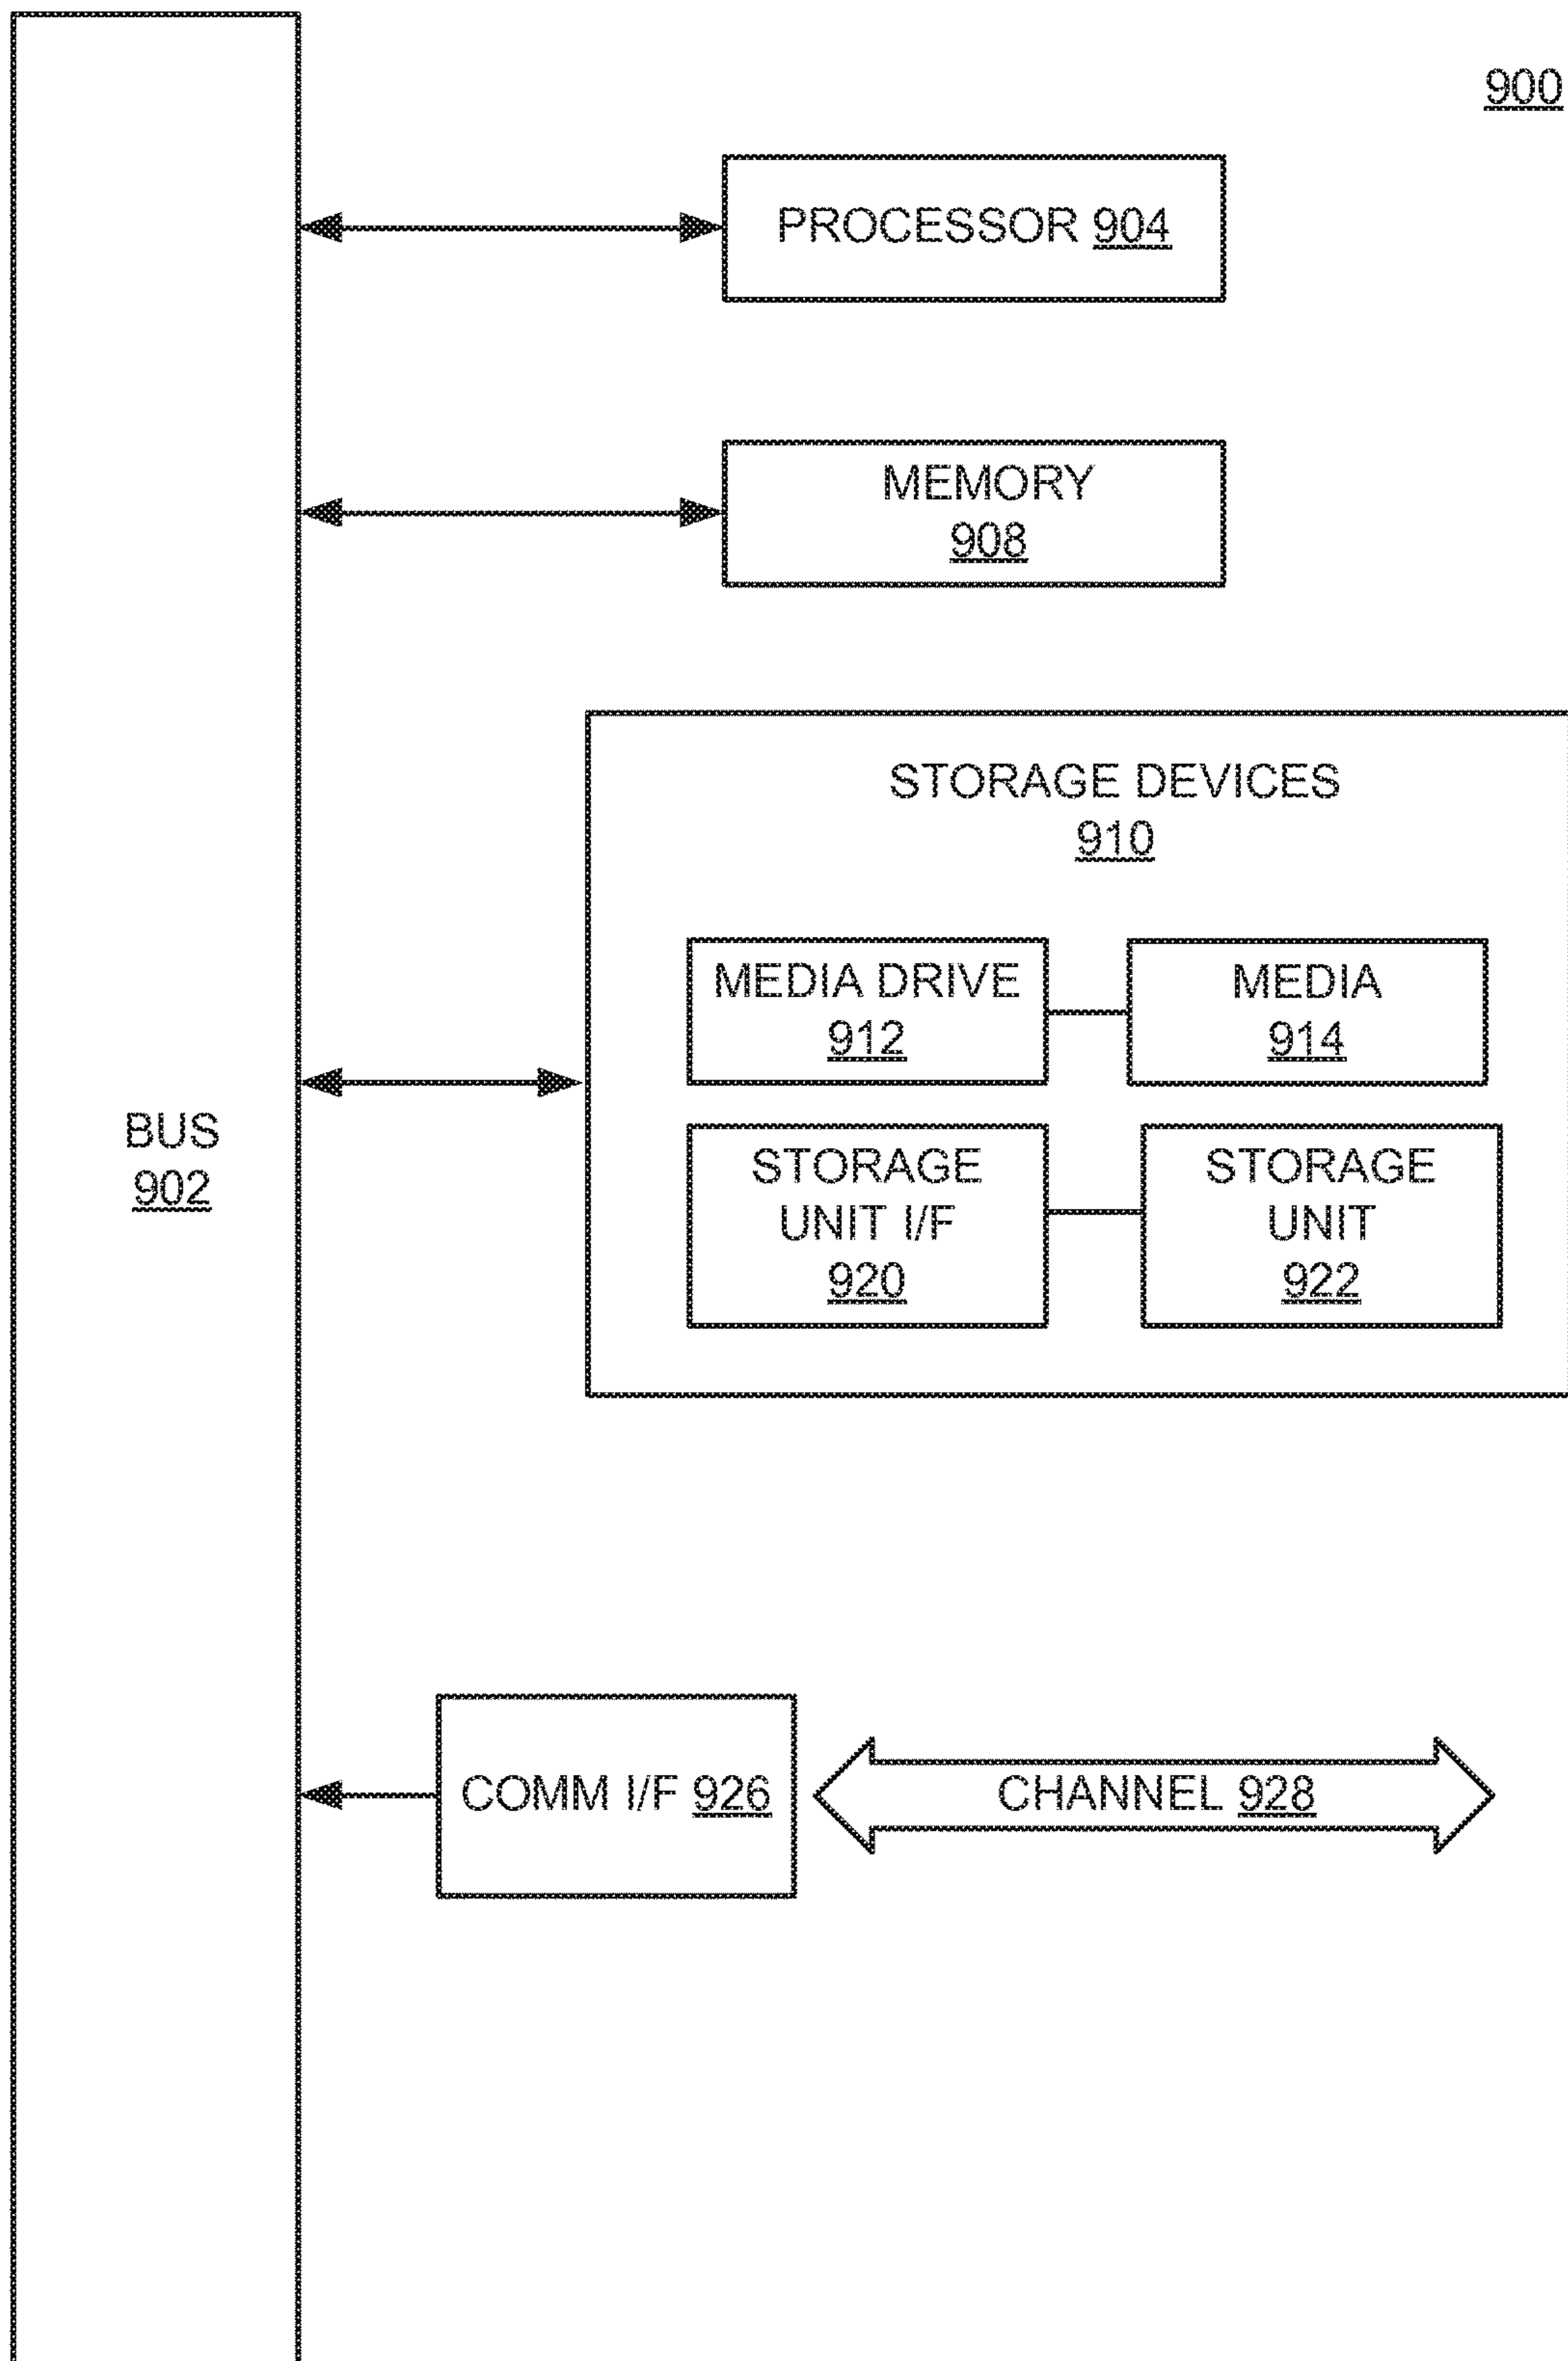 900
PROCESSOR 904
MEMORY
908
STORAGE DEVICES
910
MEDIA DRIVE
912
MEDIA
914
BUS
902
STORAGE
UNIT I/F
920
STORAGE
UNIT
922
COMM I/F 926
CHANNEL 928